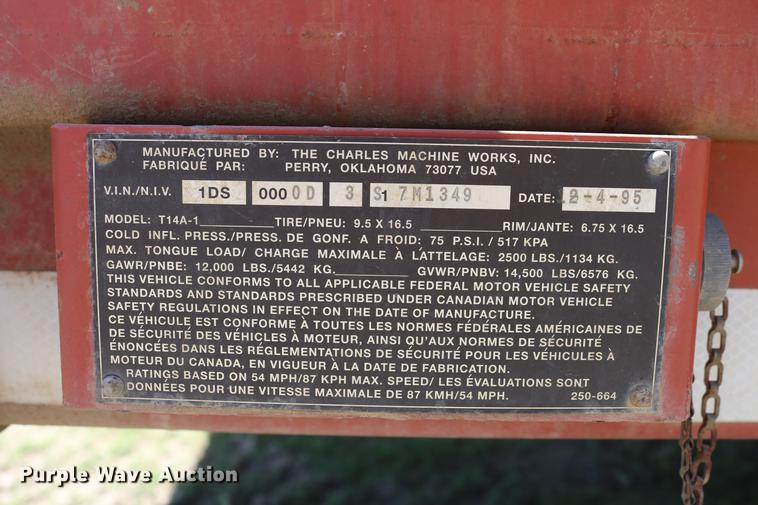 MANUFACTURED BY: THE CHARLES MACHINE WORKS, INC.
FABRIQUÉ PAR: PERRY, OKLAHOMA 73077 USA
V.I.N./N.I.V. 1DS 0000D 3 S17M1349 DATE: 12-4-95
MODEL: T14A-1 TIRE/PNEU: 9.5 X 16.5 RIM/JANTE: 6.75 X 16.5
COLD INFL. PRESS./PRESS. DE GONF. A FROID: 75 P.S.I. / 517 KPA
MAX. TONGUE LOAD/ CHARGE MAXIMALE À LÀTTELAGE: 2500 LBS./1134 KG.
GAWR/PNBE: 12,000 LBS./5442 KG. GVWR/PNBV: 14,500 LBS/6576 KG.
THIS VEHICLE CONFORMS TO ALL APPLICABLE FEDERAL MOTOR VEHICLE SAFETY
STANDARDS AND STANDARDS PRESCRIBED UNDER CANADIAN MOTOR VEHICLE
SAFETY REGULATIONS IN EFFECT ON THE DATE OF MANUFACTURE.
CE VÉHICULE EST CONFORME À TOUTES LES NORMES FÉDÉRALES AMÉRICAINES DE
DE SÉCURITÉ DES VÉHICLES À MOTEUR, AINSI QU'AUX NORMES DE SÉCURITÉ
ÉNONCÉES DANS LES RÉGLEMENTATIONS DE SÉCURITÉ POUR LES VÉHICULES À
MOTEUR DU CANADA, EN VIGUEUR À LA DATE DE FABRICATION.
RATINGS BASED ON 54 MPH/87 KPH MAX. SPEED/ LES ÉVALUATIONS SONT
DONNÉES POUR UNE VITESSE MAXIMALE DE 87 KMH/54 MPH. 250-664
Purple Wave Auction